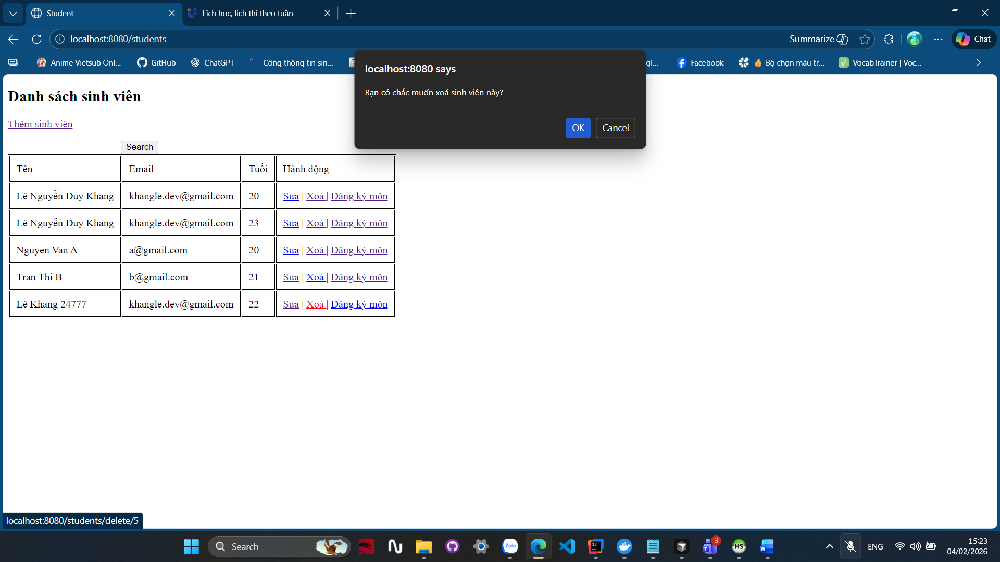 Student
Lịch học, lịch thi theo tuần
localhost:8080/students
Summarize
Chat
Anime Vietsub Onl...
GitHub
ChatGPT
Cổng thông tin sin...
gl...
Facebook
👍 Bộ chọn màu tr...
VocabTrainer | Voc...
localhost:8080 says
Bạn có chắc muốn xoá sinh viên này?
OK
Cancel
Danh sách sinh viên
Thêm sinh viên
Search
Tên Email Tuổi Hành động
Lê Nguyễn Duy Khang khangle.dev@gmail.com 20 Sửa | Xoá | Đăng ký môn
Lê Nguyễn Duy Khang khangle.dev@gmail.com 23 Sửa | Xoá | Đăng ký môn
Nguyen Van A a@gmail.com 20 Sửa | Xoá | Đăng ký môn
Tran Thi B b@gmail.com 21 Sửa | Xoá | Đăng ký môn
Lê Khang 24777 khangle.dev@gmail.com 22 Sửa | Xoá | Đăng ký môn
localhost:8080/students/delete/5
Search
Zalo
IJ
T
3
HS
W
ENG
15:23
04/02/2026